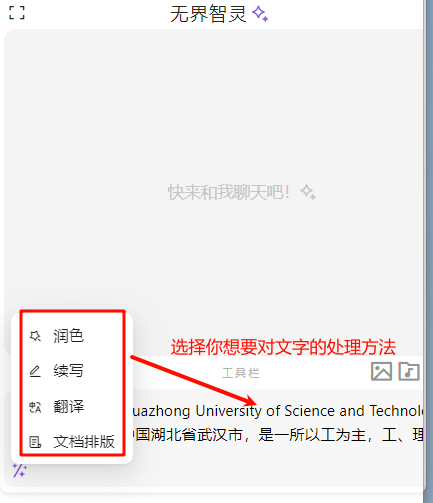 无界智灵
快来和我聊天吧！
选择你想要对文字的处理方法
工具栏
润色
续写
翻译
文档排版
uazhong University of Science and Technolo
国湖北省武汉市，是一所以工为主，工、理